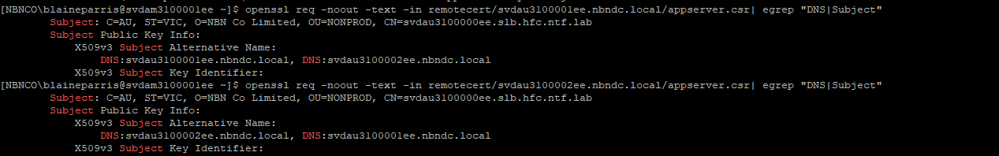 [NBNCO\blaineparris@svdam3100001ee ~]$ openssl req -noout -text -in remotecert/svdau3100001ee.nbndc.local/appserver.csr| egrep "DNS|Subject"
Subject: C=AU, ST=VIC, O=NBN Co Limited, OU=NONPROD, CN=svdau3100000ee.slb.hfc.ntf.lab
Subject Public Key Info:
X509v3 Subject Alternative Name:
DNS:svdau3100001ee.nbndc.local, DNS:svdau3100002ee.nbndc.local
X509v3 Subject Key Identifier:
[NBNCO\blaineparris@svdam3100001ee ~]$ openssl req -noout -text -in remotecert/svdau3100002ee.nbndc.local/appserver.csr| egrep "DNS|Subject"
Subject: C=AU, ST=VIC, O=NBN Co Limited, OU=NONPROD, CN=svdau3100000ee.slb.hfc.ntf.lab
Subject Public Key Info:
X509v3 Subject Alternative Name:
DNS:svdau3100002ee.nbndc.local, DNS:svdau3100001ee.nbndc.local
X509v3 Subject Key Identifier: